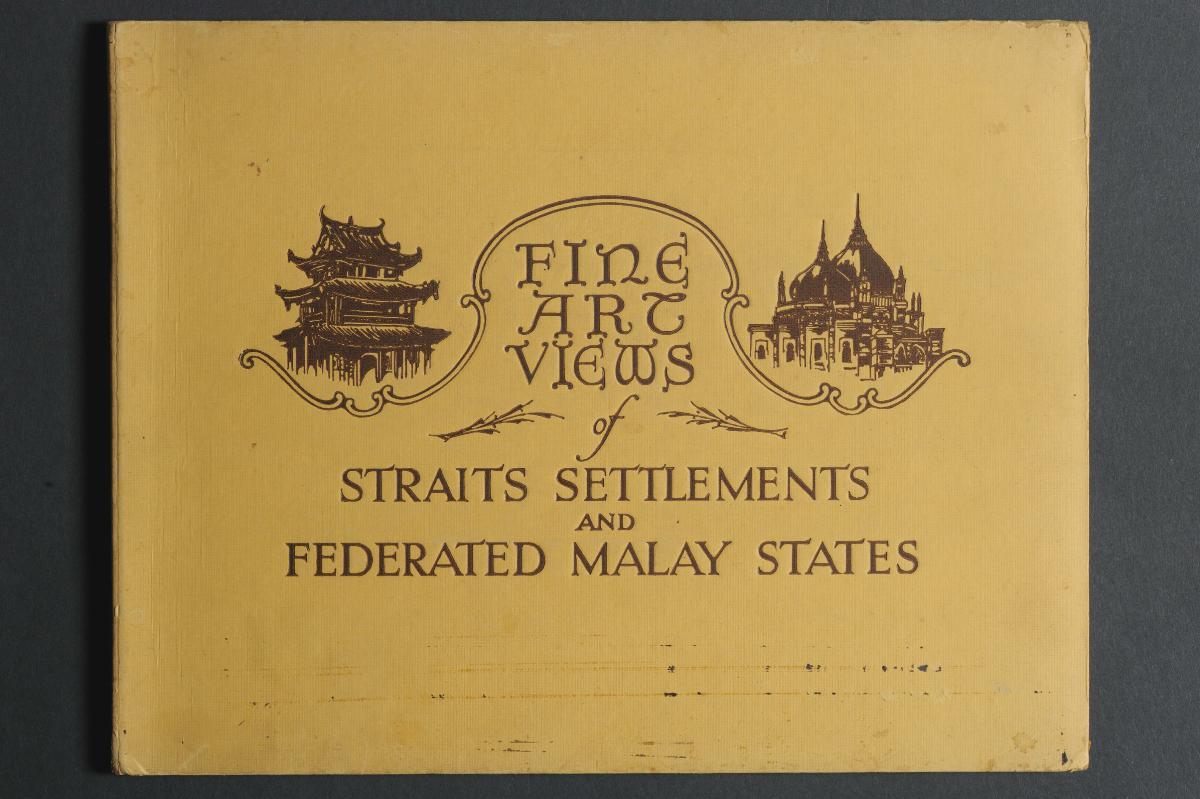 FINE
ART
VIEWS
of
STRAITS SETTLEMENTS
AND
FEDERATED MALAY STATES